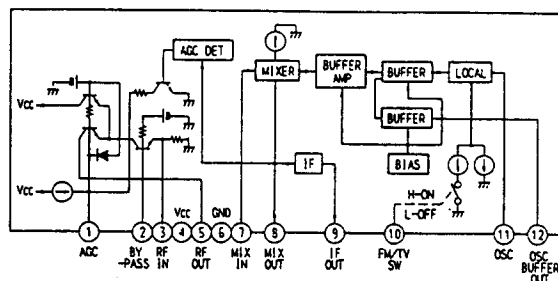 AGC DET
MIXER
BUFFER
AMP
BUFFER
LOCAL
BUFFER
BIAS
IF
VCC
VCC
H-ON
L-OFF
1
2
3
4
5
6
7
8
9
10
11
12
AGC
BY
-PASS
RF
IN
VCC
RF
OUT
GND
MIX
IN
MIX
OUT
IF
OUT
FM/TV
SW
OSC
OSC
BUFFER
OUT